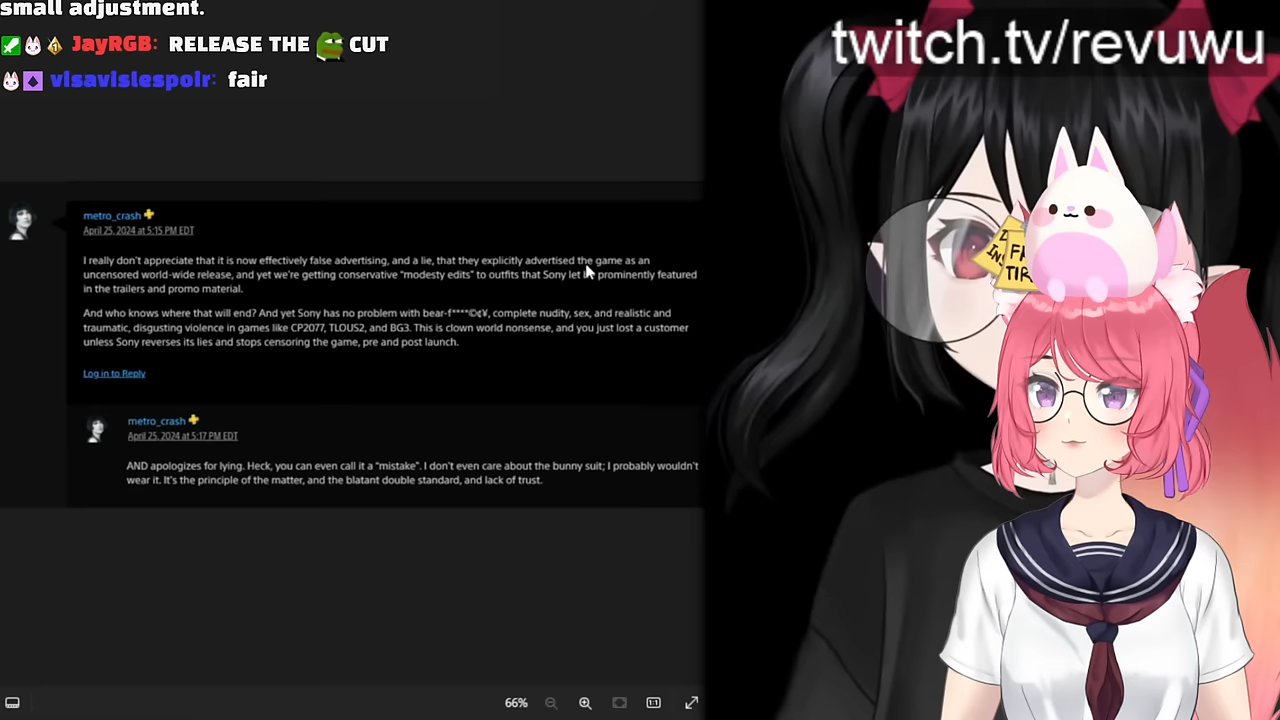 small adjustment.
JayRGB: RELEASE THE CUT
vlsavlslespolr: fair
twitch.tv/revuwu
metro_crash
April 25, 2024 at 5:15 PM EDT
I really don't appreciate that it is now effectively false advertising, and a lie, that they explicitly advertised the game as an
uncensored world-wide release, and yet we're getting conservative "modesty edits" to outfits that Sony let be prominently featured
in the trailers and promo material.
And who knows where that will end? And yet Sony has no problem with bear-f****©¢¥, complete nudity, sex, and realistic and
traumatic, disgusting violence in games like CP2077, TLOUS2, and BG3. This is clown world nonsense, and you just lost a customer
unless Sony reverses its lies and stops censoring the game, pre and post launch.
Log in to Reply
metro_crash
April 25, 2024 at 5:17 PM EDT
AND apologizes for lying. Heck, you can even call it a "mistake". I don't even care about the bunny suit; I probably wouldn't
wear it. It's the principle of the matter, and the blatant double standard, and lack of trust.
66%
1:1